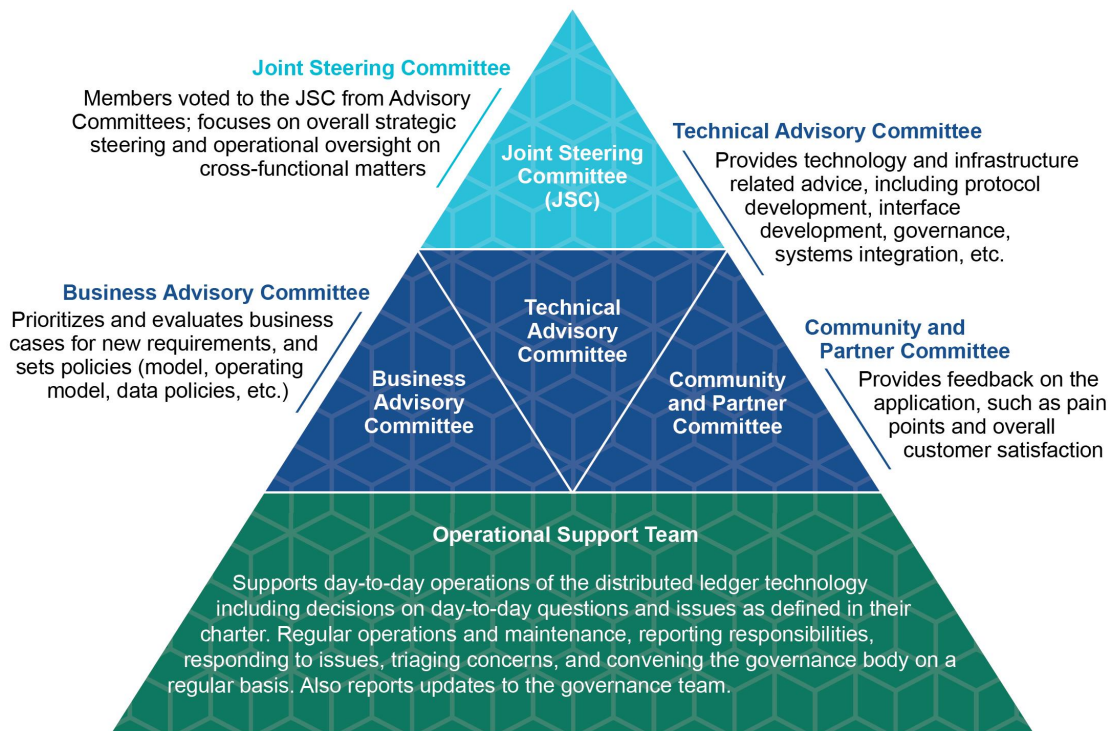 Joint Steering Committee
Members voted to the JSC from Advisory
Committees; focuses on overall strategic
steering and operational oversight on
cross-functional matters
Joint Steering
Committee
(JSC)
Technical Advisory Committee
Provides technology and infrastructure
related advice, including protocol
development, interface
development, governance,
systems integration, etc.
Business Advisory Committee
Prioritizes and evaluates business
cases for new requirements, and
sets policies (model, operating
model, data policies, etc.)
Business
Advisory
Committee
Technical
Advisory
Committee
Community
and Partner
Committee
Community and
Partner Committee
Provides feedback on the
application, such as pain
points and overall
customer satisfaction
Operational Support Team
Supports day-to-day operations of the distributed ledger technology
including decisions on day-to-day questions and issues as defined in their
charter. Regular operations and maintenance, reporting responsibilities,
responding to issues, triaging concerns, and convening the governance body on a
regular basis. Also reports updates to the governance team.